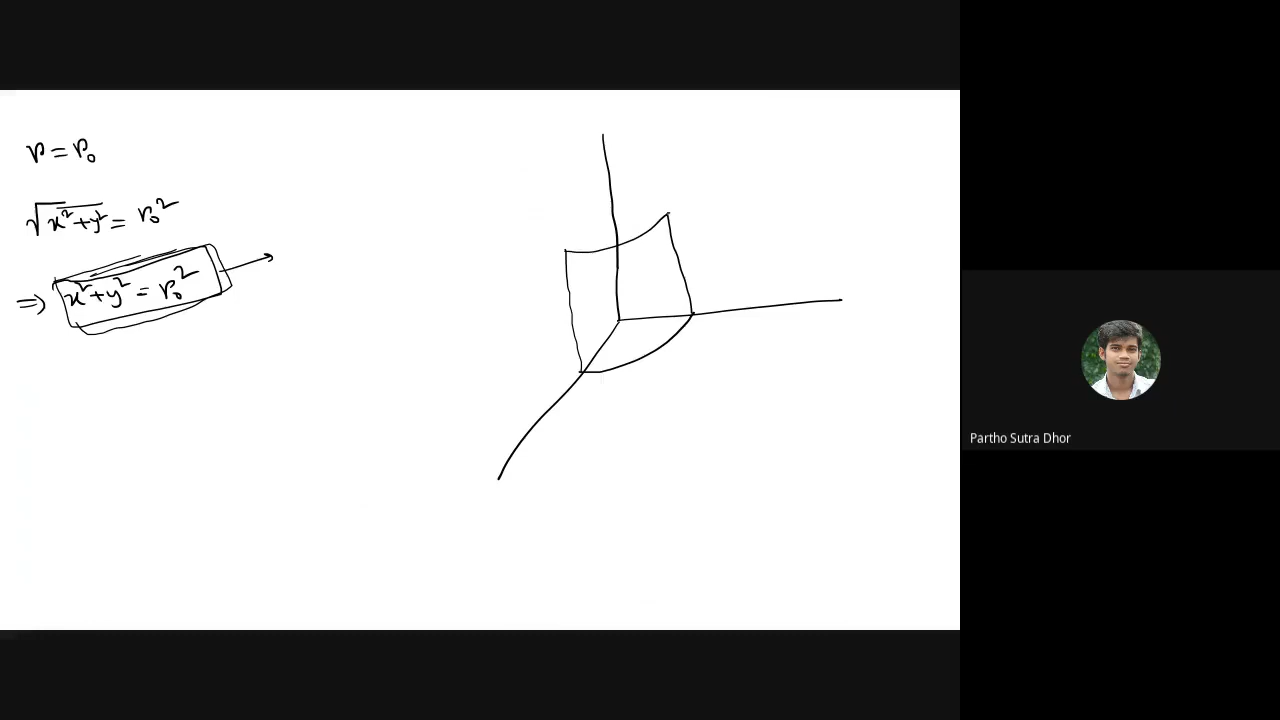 r = r₀
√x²+y² = r₀²
⇒ x²+y² = r₀²
Partho Sutra Dhor